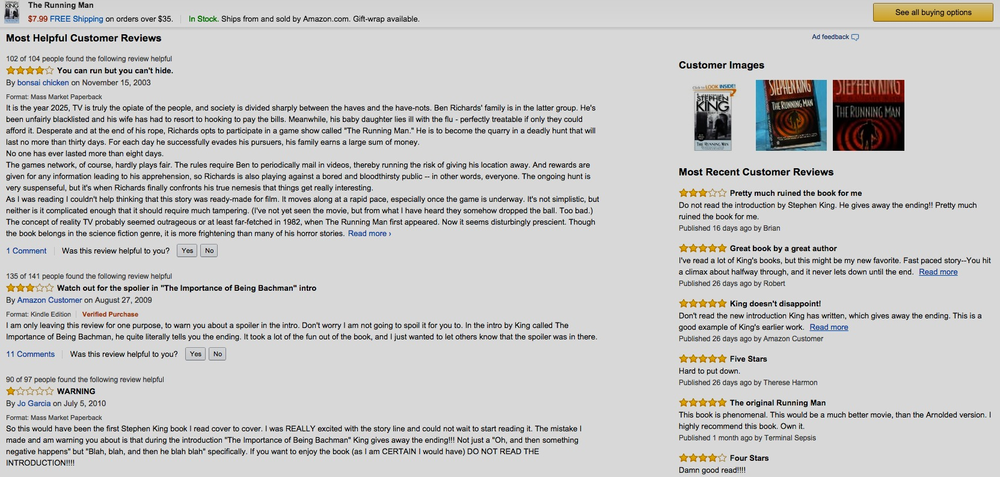 The Running Man
$7.99 FREE Shipping on orders over $35. In Stock. Ships from and sold by Amazon.com. Gift-wrap available.
See all buying options
Most Helpful Customer Reviews
102 of 104 people found the following review helpful
You can run but you can't hide.
By bonsai chicken on November 15, 2003
Format: Mass Market Paperback
It is the year 2025, TV is truly the opiate of the people, and society is divided sharply between the haves and the have-nots. Ben Richards' family is in the latter group. He's
been unfairly blacklisted and his wife has had to resort to hooking to pay the bills. Meanwhile, his baby daughter lies ill with the flu - perfectly treatable if only they could
afford it. Desperate and at the end of his rope, Richards opts to participate in a game show called "The Running Man." He is to become the quarry in a deadly hunt that will
last no more than thirty days. For each day he successfully evades his pursuers, his family earns a large sum of money.
No one has ever lasted more than eight days.
The games network, of course, hardly plays fair. The rules require Ben to periodically mail in videos, thereby running the risk of giving his location away. And rewards are
given for any information leading to his apprehension, so Richards is also playing against a bored and bloodthirsty public -- in other words, everyone. The ongoing hunt is
very suspenseful, but it's when Richards finally confronts his true nemesis that things get really interesting.
As I was reading I couldn't help thinking that this story was ready-made for film. It moves along at a rapid pace, especially once the game is underway. It's not simplistic, but
neither is it complicated enough that it should require much tampering. (I've not yet seen the movie, but from what I have heard they somehow dropped the ball. Too bad.)
The concept of reality TV probably seemed outrageous or at least far-fetched in 1982, when The Running Man first appeared. Now it seems disturbingly prescient. Though
the book belongs in the science fiction genre, it is more frightening than many of his horror stories. Read more ›
1 Comment Was this review helpful to you? Yes No
135 of 141 people found the following review helpful
Watch out for the spolier in "The Importance of Being Bachman" intro
By Amazon Customer on August 27, 2009
Format: Kindle Edition Verified Purchase
I am only leaving this review for one purpose, to warn you about a spoiler in the intro. Don't worry I am not going to spoil it for you to. In the intro by King called The
Importance of Being Bachman, he quite literally tells you the ending. It took a lot of the fun out of the book, and I just wanted to let others know that the spoiler was in there.
11 Comments Was this review helpful to you? Yes No
90 of 97 people found the following review helpful
WARNING
By Jo Garcia on July 5, 2010
Format: Mass Market Paperback
So this would have been the first Stephen King book I read cover to cover. I was REALLY excited with the story line and could not wait to start reading it. The mistake I
made and am warning you about is that during the introduction "The Importance of Being Bachman" King gives away the ending!!! Not just a "Oh, and then something
negative happens" but "Blah, blah, and then he blah blah" specifically. If you want to enjoy the book (as I am CERTAIN I would have) DO NOT READ THE
INTRODUCTION!!!!
Ad feedback
Customer Images
Click to LOOK INSIDE!
STEPHEN
KING
THE RUNNING MAN
STEPHEN KING
THE RUNNING MAN
STEPHEN KING
THE RUNNING MAN
Most Recent Customer Reviews
Pretty much ruined the book for me
Do not read the introduction by Stephen King. He gives away the ending!! Pretty much
ruined the book for me.
Published 16 days ago by Brian
Great book by a great author
I've read a lot of King's books, but this might be my new favorite. Fast paced story--You hit
a climax about halfway through, and it never lets down until the end. Read more
Published 26 days ago by Robert
King doesn't disappoint!
Don't read the new introduction King has written, which gives away the ending. This is a
good example of King's earlier work. Read more
Published 26 days ago by Amazon Customer
Five Stars
Hard to put down.
Published 26 days ago by Therese Harmon
The original Running Man
This book is phenomenal. This would be a much better movie, than the Arnolded version. I
highly recommend this book. Own it.
Published 1 month ago by Terminal Sepsis
Four Stars
Damn good read!!!!